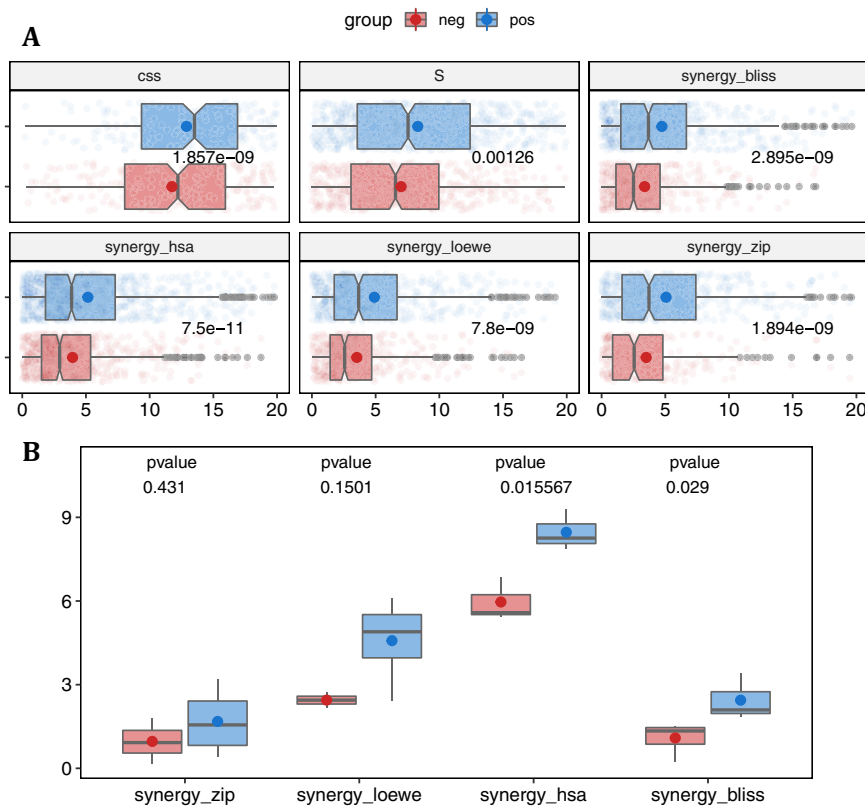 group neg pos
A
css S synergy_bliss
1.857e−09 0.00126 2.895e−09
synergy_hsa synergy_loewe synergy_zip
7.5e−11 7.8e−09 1.894e−09
0 5 10 15 20 0 5 10 15 20 0 5 10 15 20
B
pvalue pvalue pvalue pvalue
0.431 0.1501 0.015567 0.029
9
6
3
0
synergy_zip synergy_loewe synergy_hsa synergy_bliss